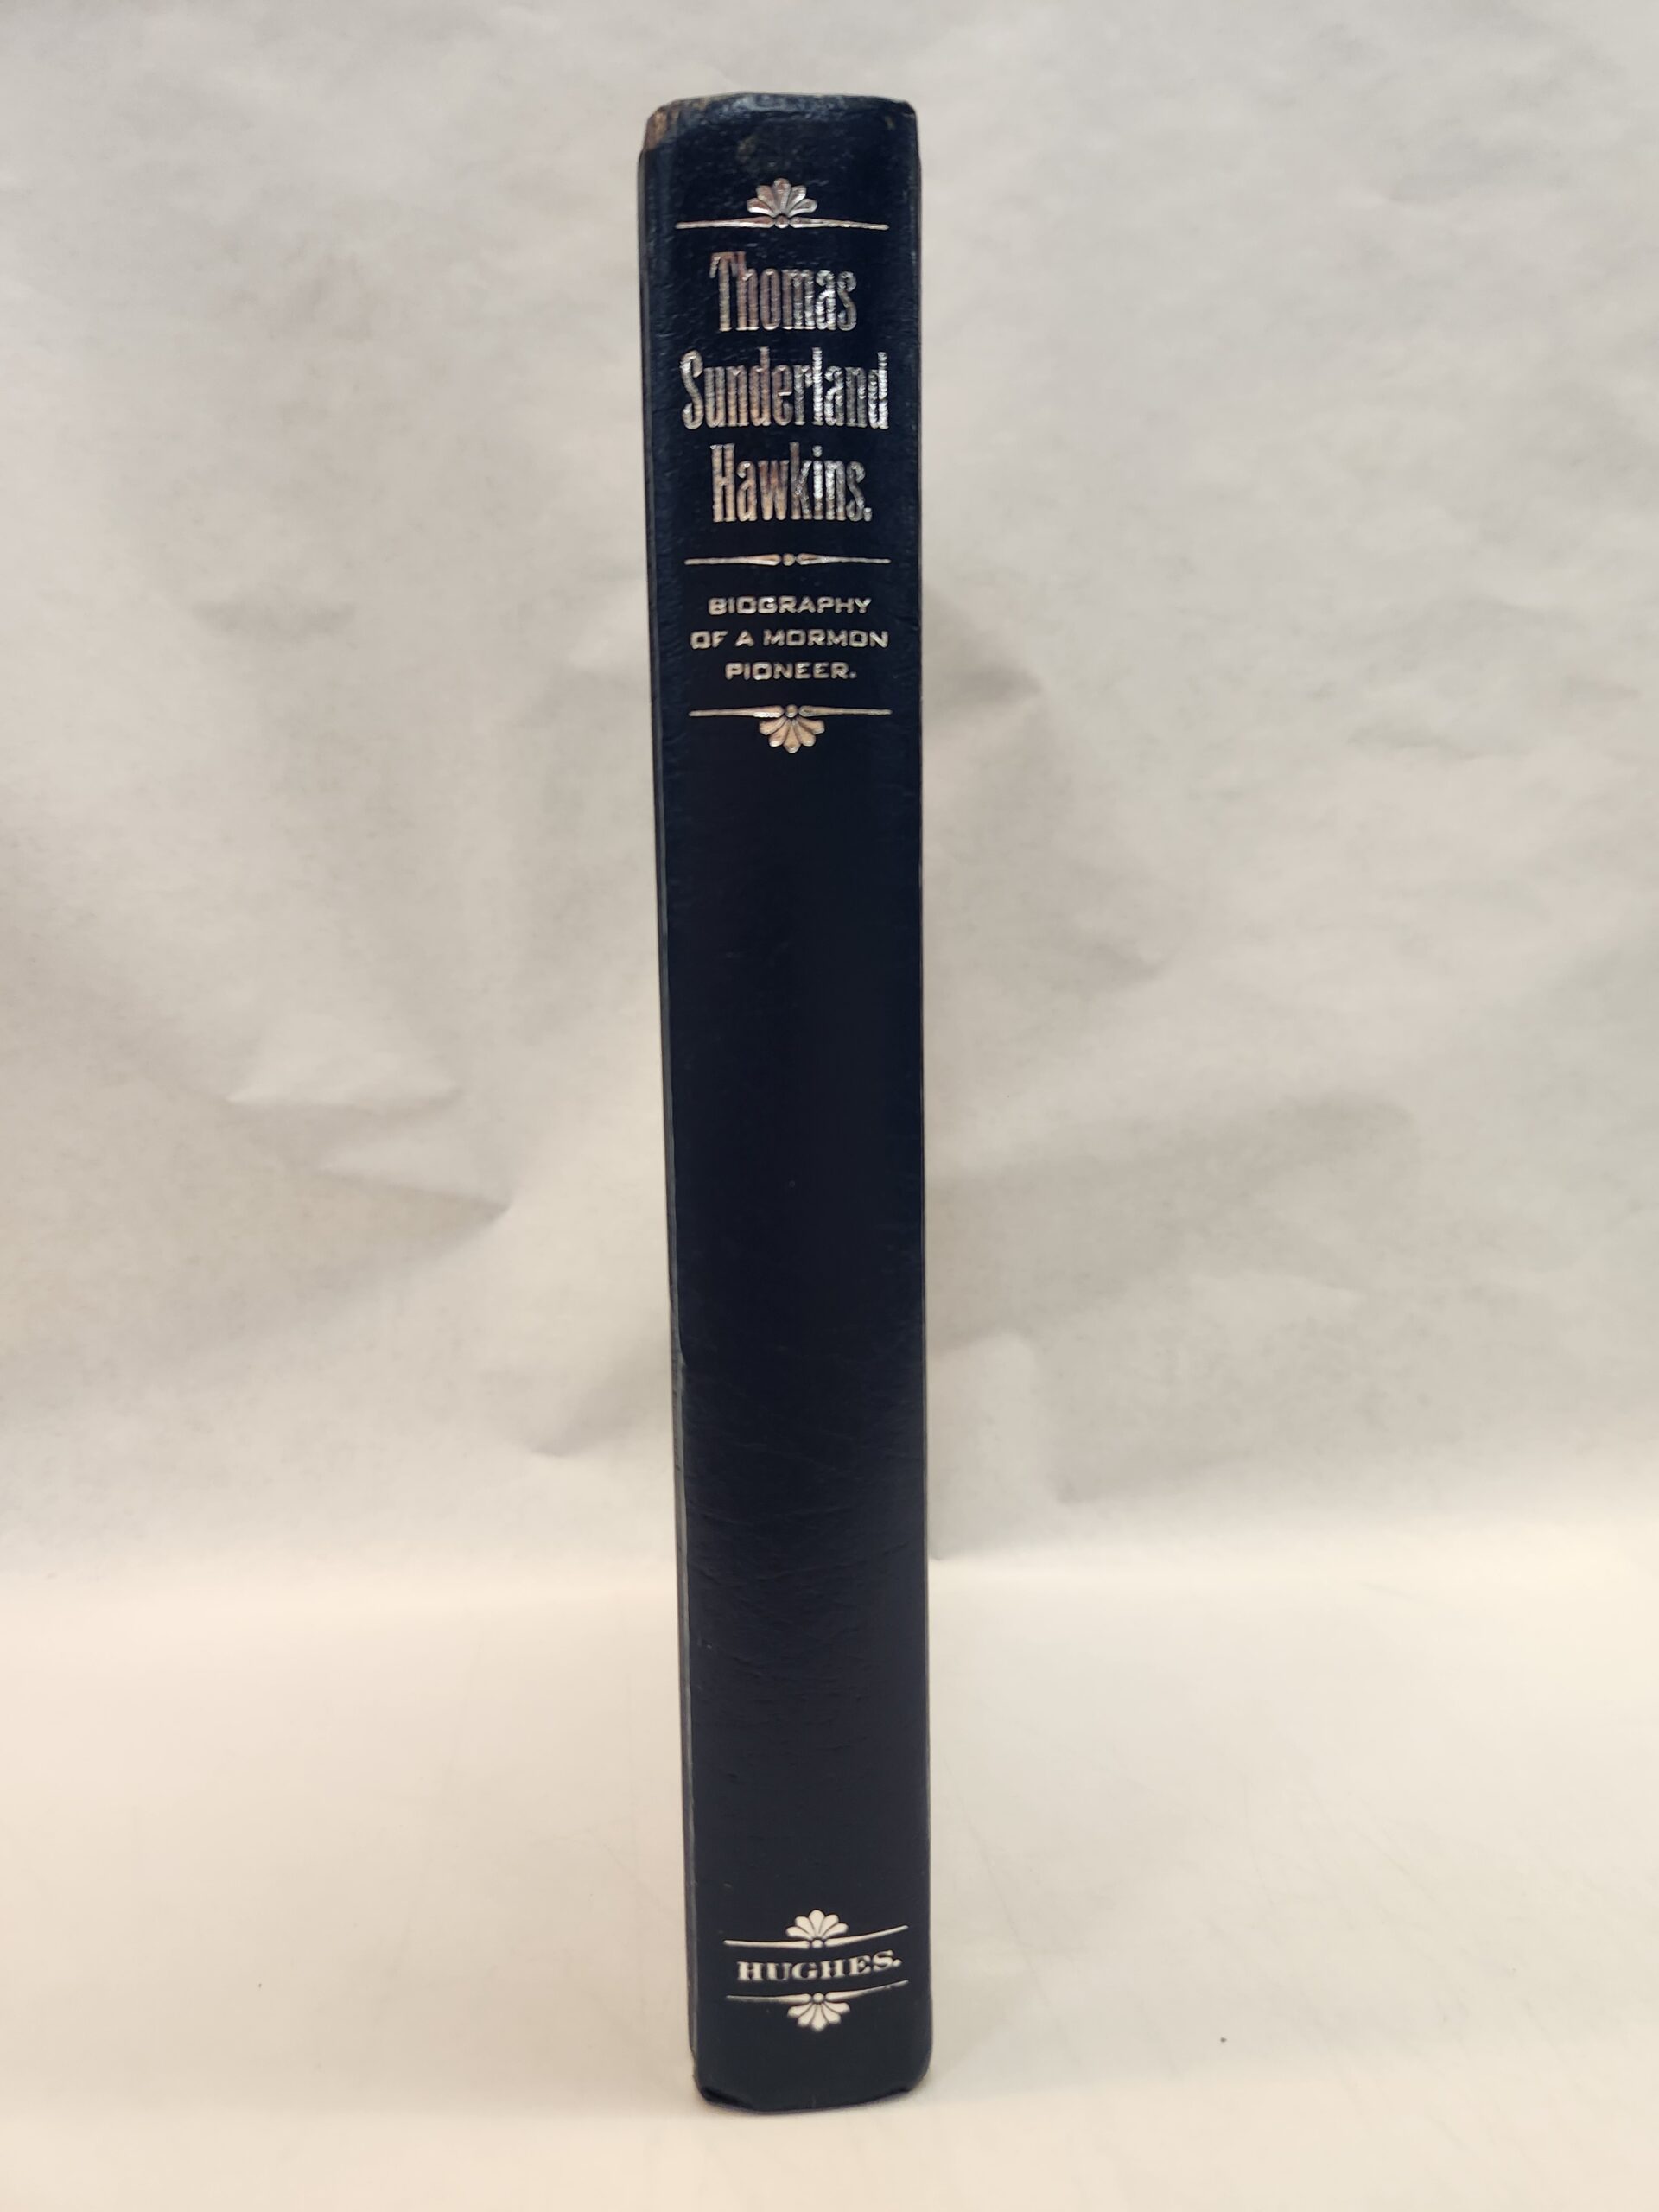 Thomas
Sunderland
Hawkins.
BIOGRAPHY
OF A MORMON
PIONEER.
HUGHES.